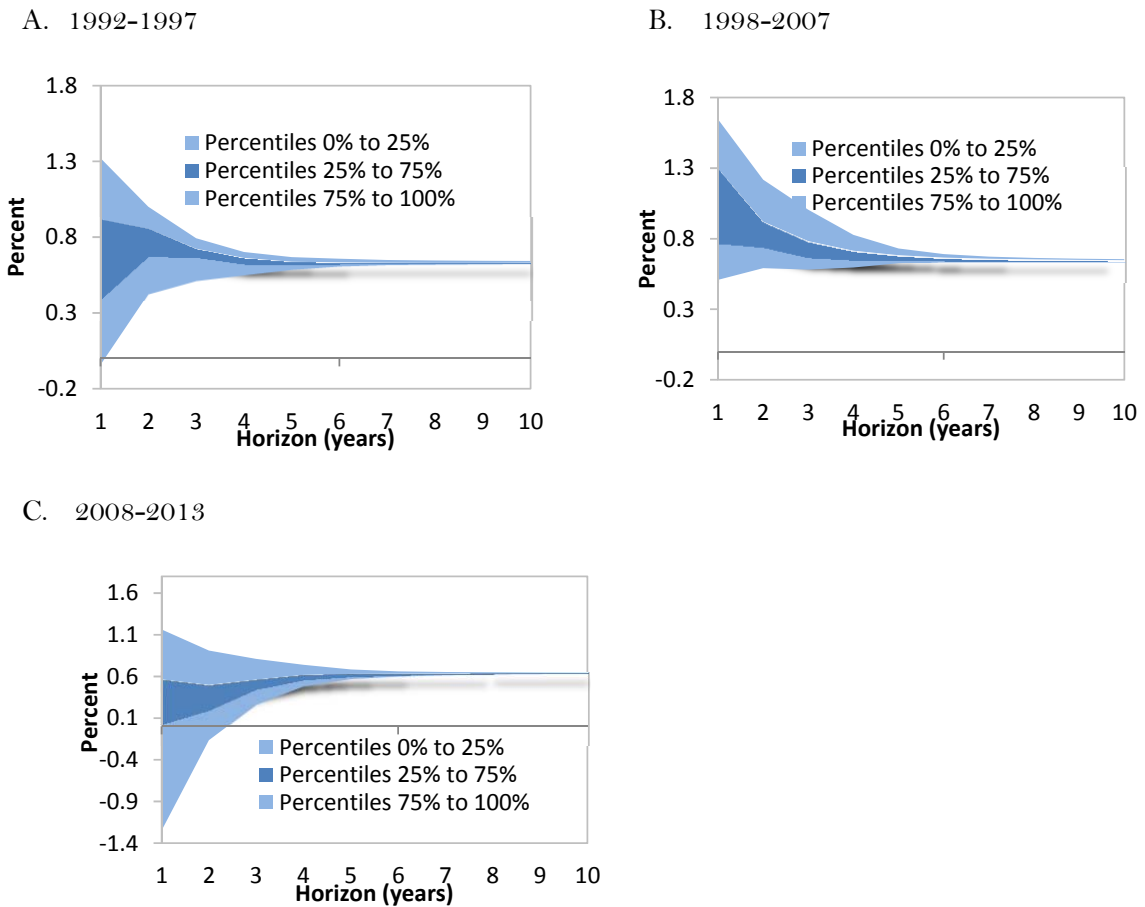 A. 1992-1997
1.8
1.3
0.8
0.3
-0.2
Percent
Percentiles 0% to 25%
Percentiles 25% to 75%
Percentiles 75% to 100%
1 2 3 4 5 6 7 8 9 10
Horizon (years)
B. 1998-2007
1.8
1.3
0.8
0.3
-0.2
Percent
Percentiles 0% to 25%
Percentiles 25% to 75%
Percentiles 75% to 100%
1 2 3 4 5 6 7 8 9 10
Horizon (years)
C. 2008-2013
1.6
1.1
0.6
0.1
-0.4
-0.9
-1.4
Percent
Percentiles 0% to 25%
Percentiles 25% to 75%
Percentiles 75% to 100%
1 2 3 4 5 6 7 8 9 10
Horizon (years)